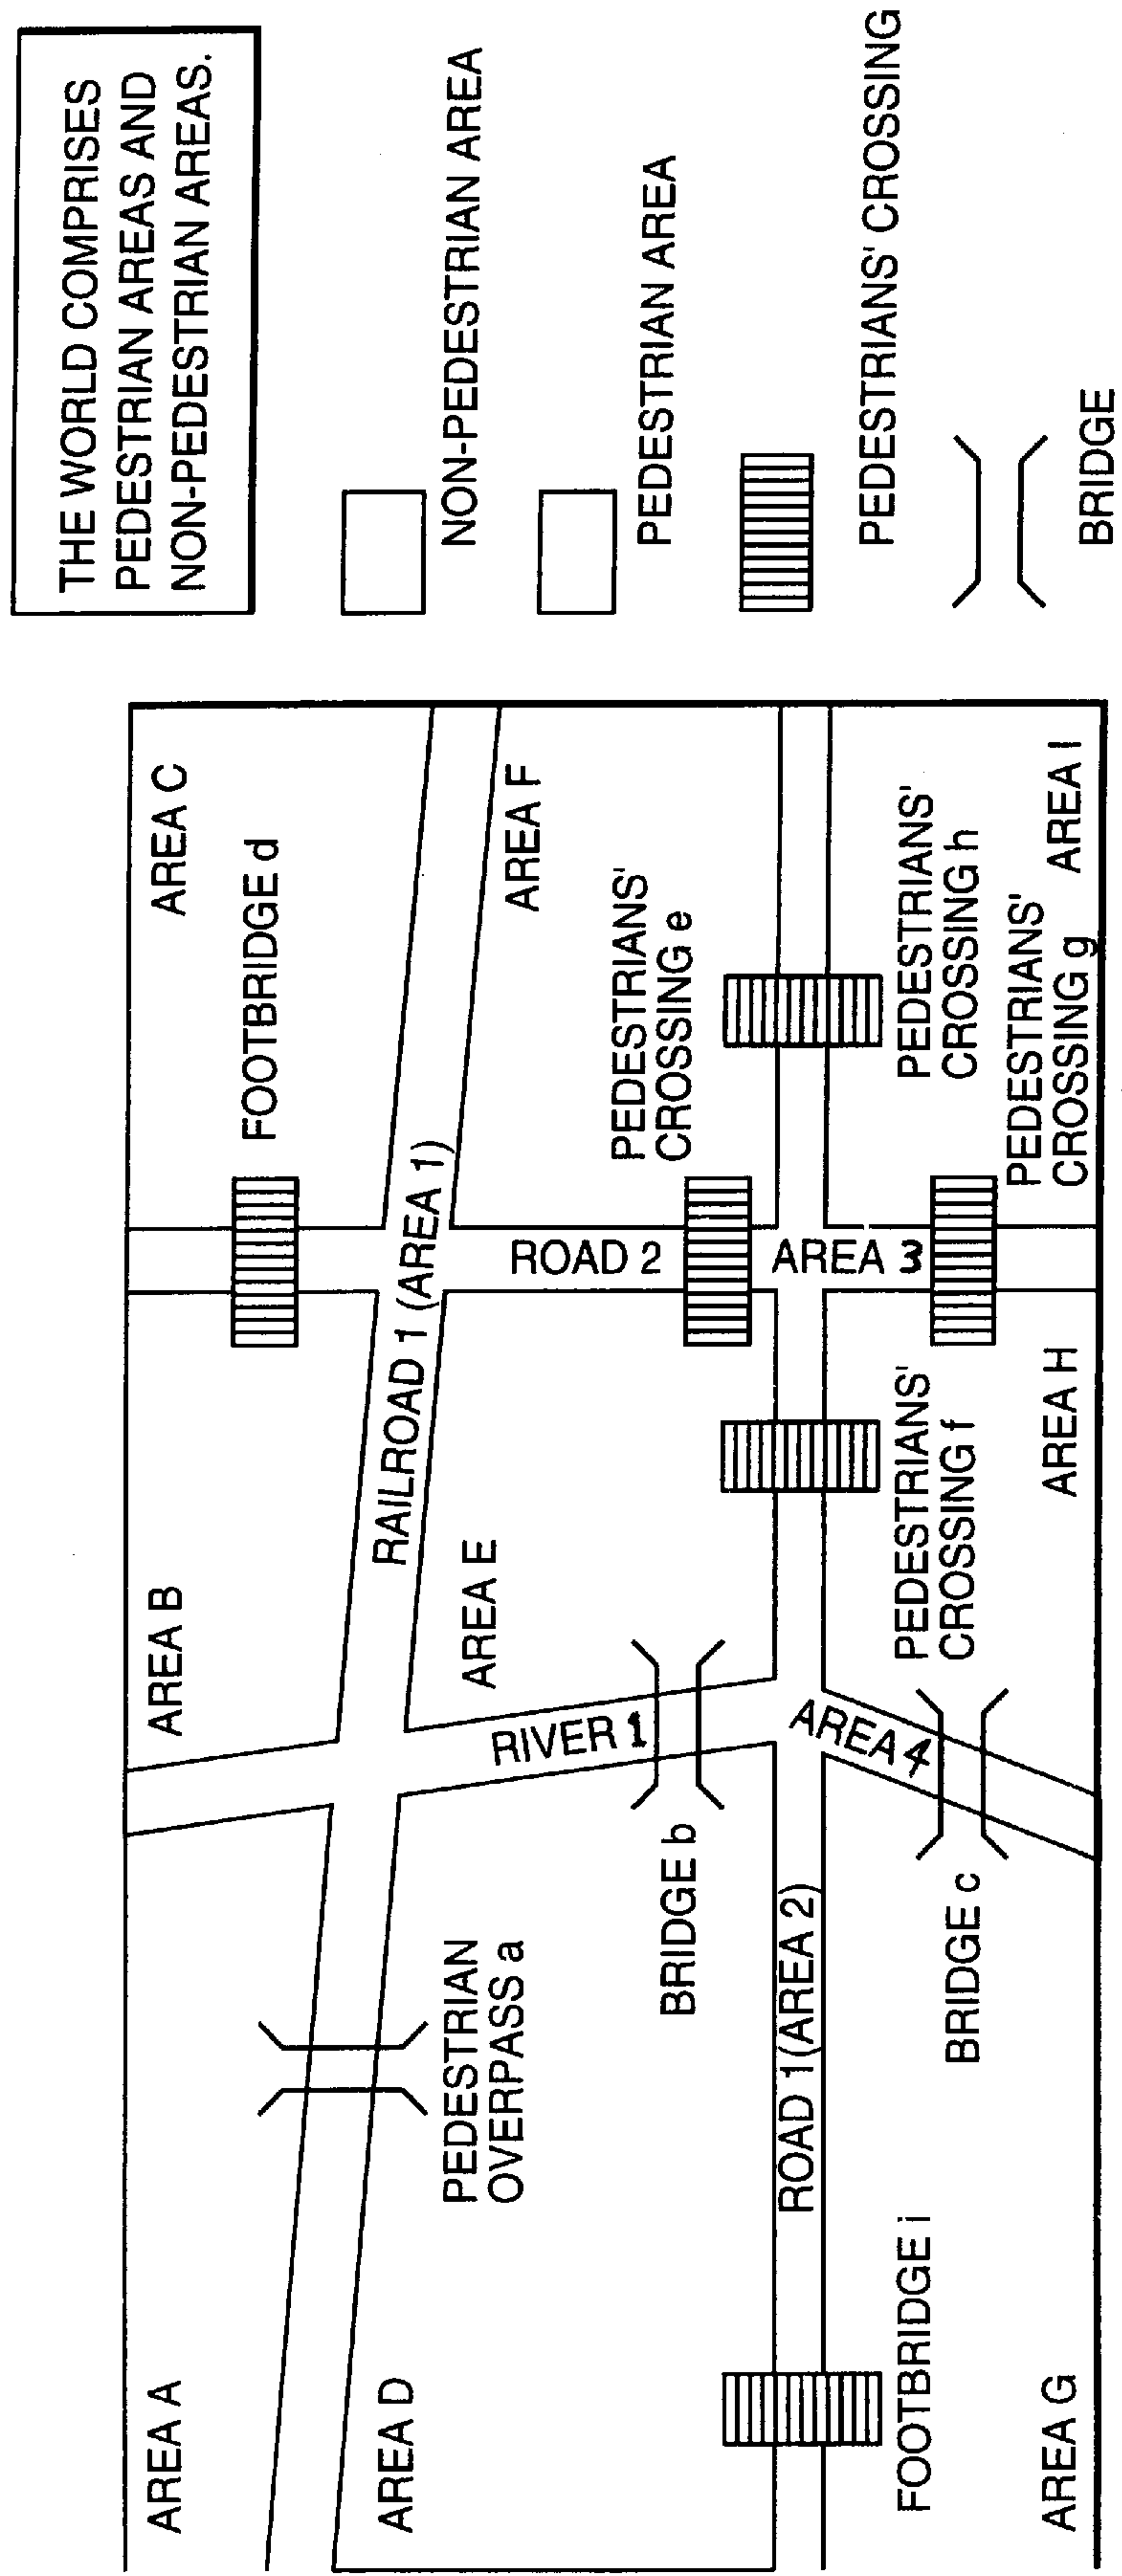 THE WORLD COMPRISES
PEDESTRIAN AREAS AND
NON-PEDESTRIAN AREAS.
NON-PEDESTRIAN AREA
PEDESTRIAN AREA
PEDESTRIANS' CROSSING
BRIDGE
AREA A
AREA B
AREA C
FOOTBRIDGE d
RAILROAD 1 (AREA 1)
PEDESTRIAN
OVERPASS a
AREA D
AREA E
AREA F
RIVER 1
ROAD 2
PEDESTRIANS'
CROSSING e
BRIDGE b
ROAD 1(AREA 2)
AREA 4
AREA 3
FOOTBRIDGE i
BRIDGE c
PEDESTRIANS'
CROSSING f
PEDESTRIANS'
CROSSING h
PEDESTRIANS'
CROSSING g
AREA G
AREA H
AREA I